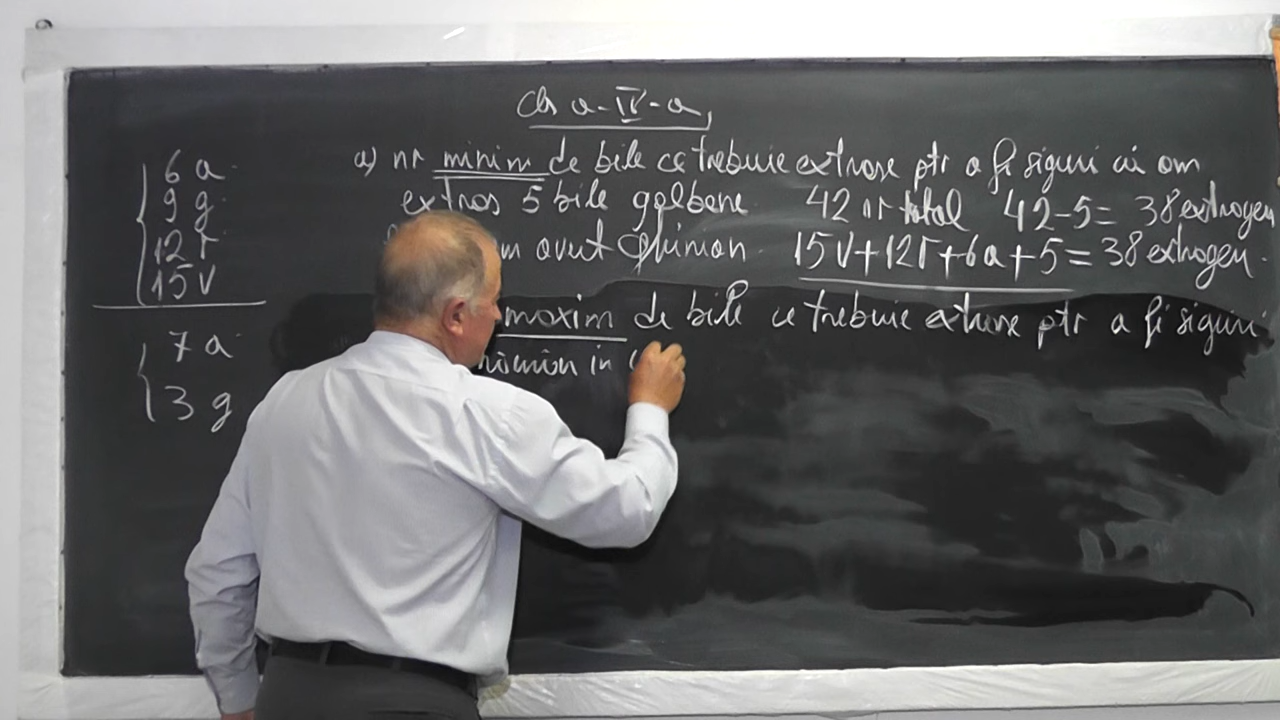 cls a-IV-a,
6 a
9 g
12 r
15 V
7 a
3 g
a) nr minim de bile ce trebuie extrase ptr a fi siguri că am
extras 5 bile galbene 42 nr total 42-5= 38 extrageri
am avut ghinion 15V+12r+6a+5=38 extrageri.
maxim de bile ce trebuie extrase ptr a fi siguri
rămân in